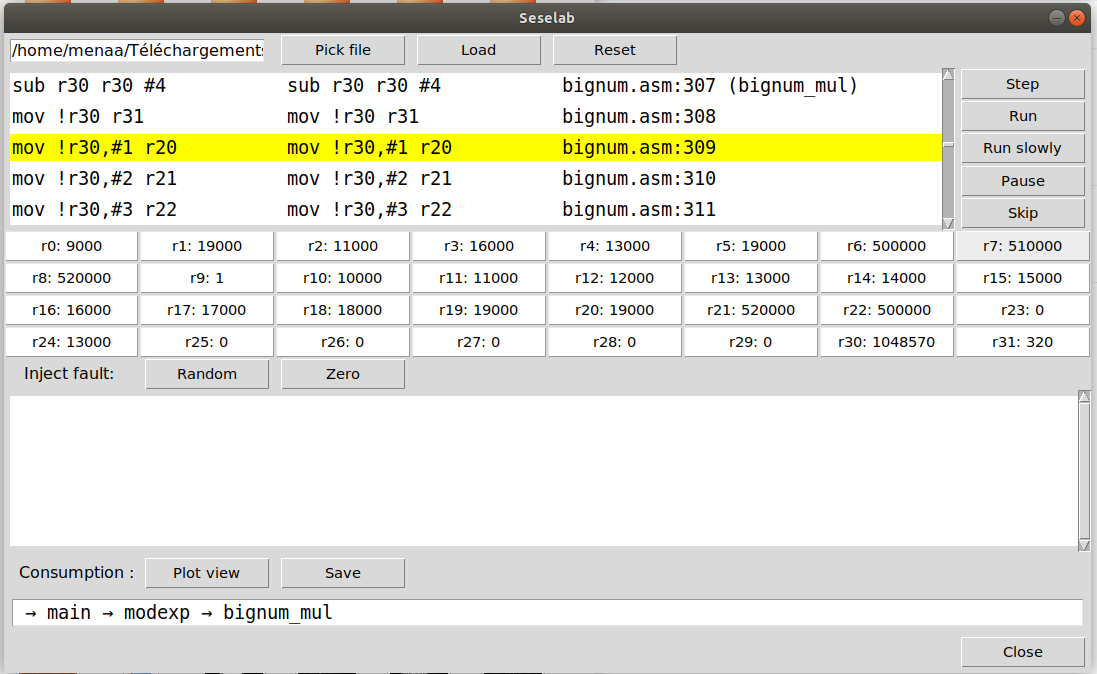 Seselab
/home/menaa/Téléchargements Pick file Load Reset
sub r30 r30 #4 sub r30 r30 #4 bignum.asm:307 (bignum_mul)
Step
mov !r30 r31 mov !r30 r31 bignum.asm:308
Run
mov !r30,#1 r20 mov !r30,#1 r20 bignum.asm:309
Run slowly
mov !r30,#2 r21 mov !r30,#2 r21 bignum.asm:310
Pause
mov !r30,#3 r22 mov !r30,#3 r22 bignum.asm:311
Skip
r0: 9000 r1: 19000 r2: 11000 r3: 16000 r4: 13000 r5: 19000 r6: 500000 r7: 510000
r8: 520000 r9: 1 r10: 10000 r11: 11000 r12: 12000 r13: 13000 r14: 14000 r15: 15000
r16: 16000 r17: 17000 r18: 18000 r19: 19000 r20: 19000 r21: 520000 r22: 500000 r23: 0
r24: 13000 r25: 0 r26: 0 r27: 0 r28: 0 r29: 0 r30: 1048570 r31: 320
Inject fault: Random Zero
Consumption : Plot view Save
→ main → modexp → bignum_mul
Close